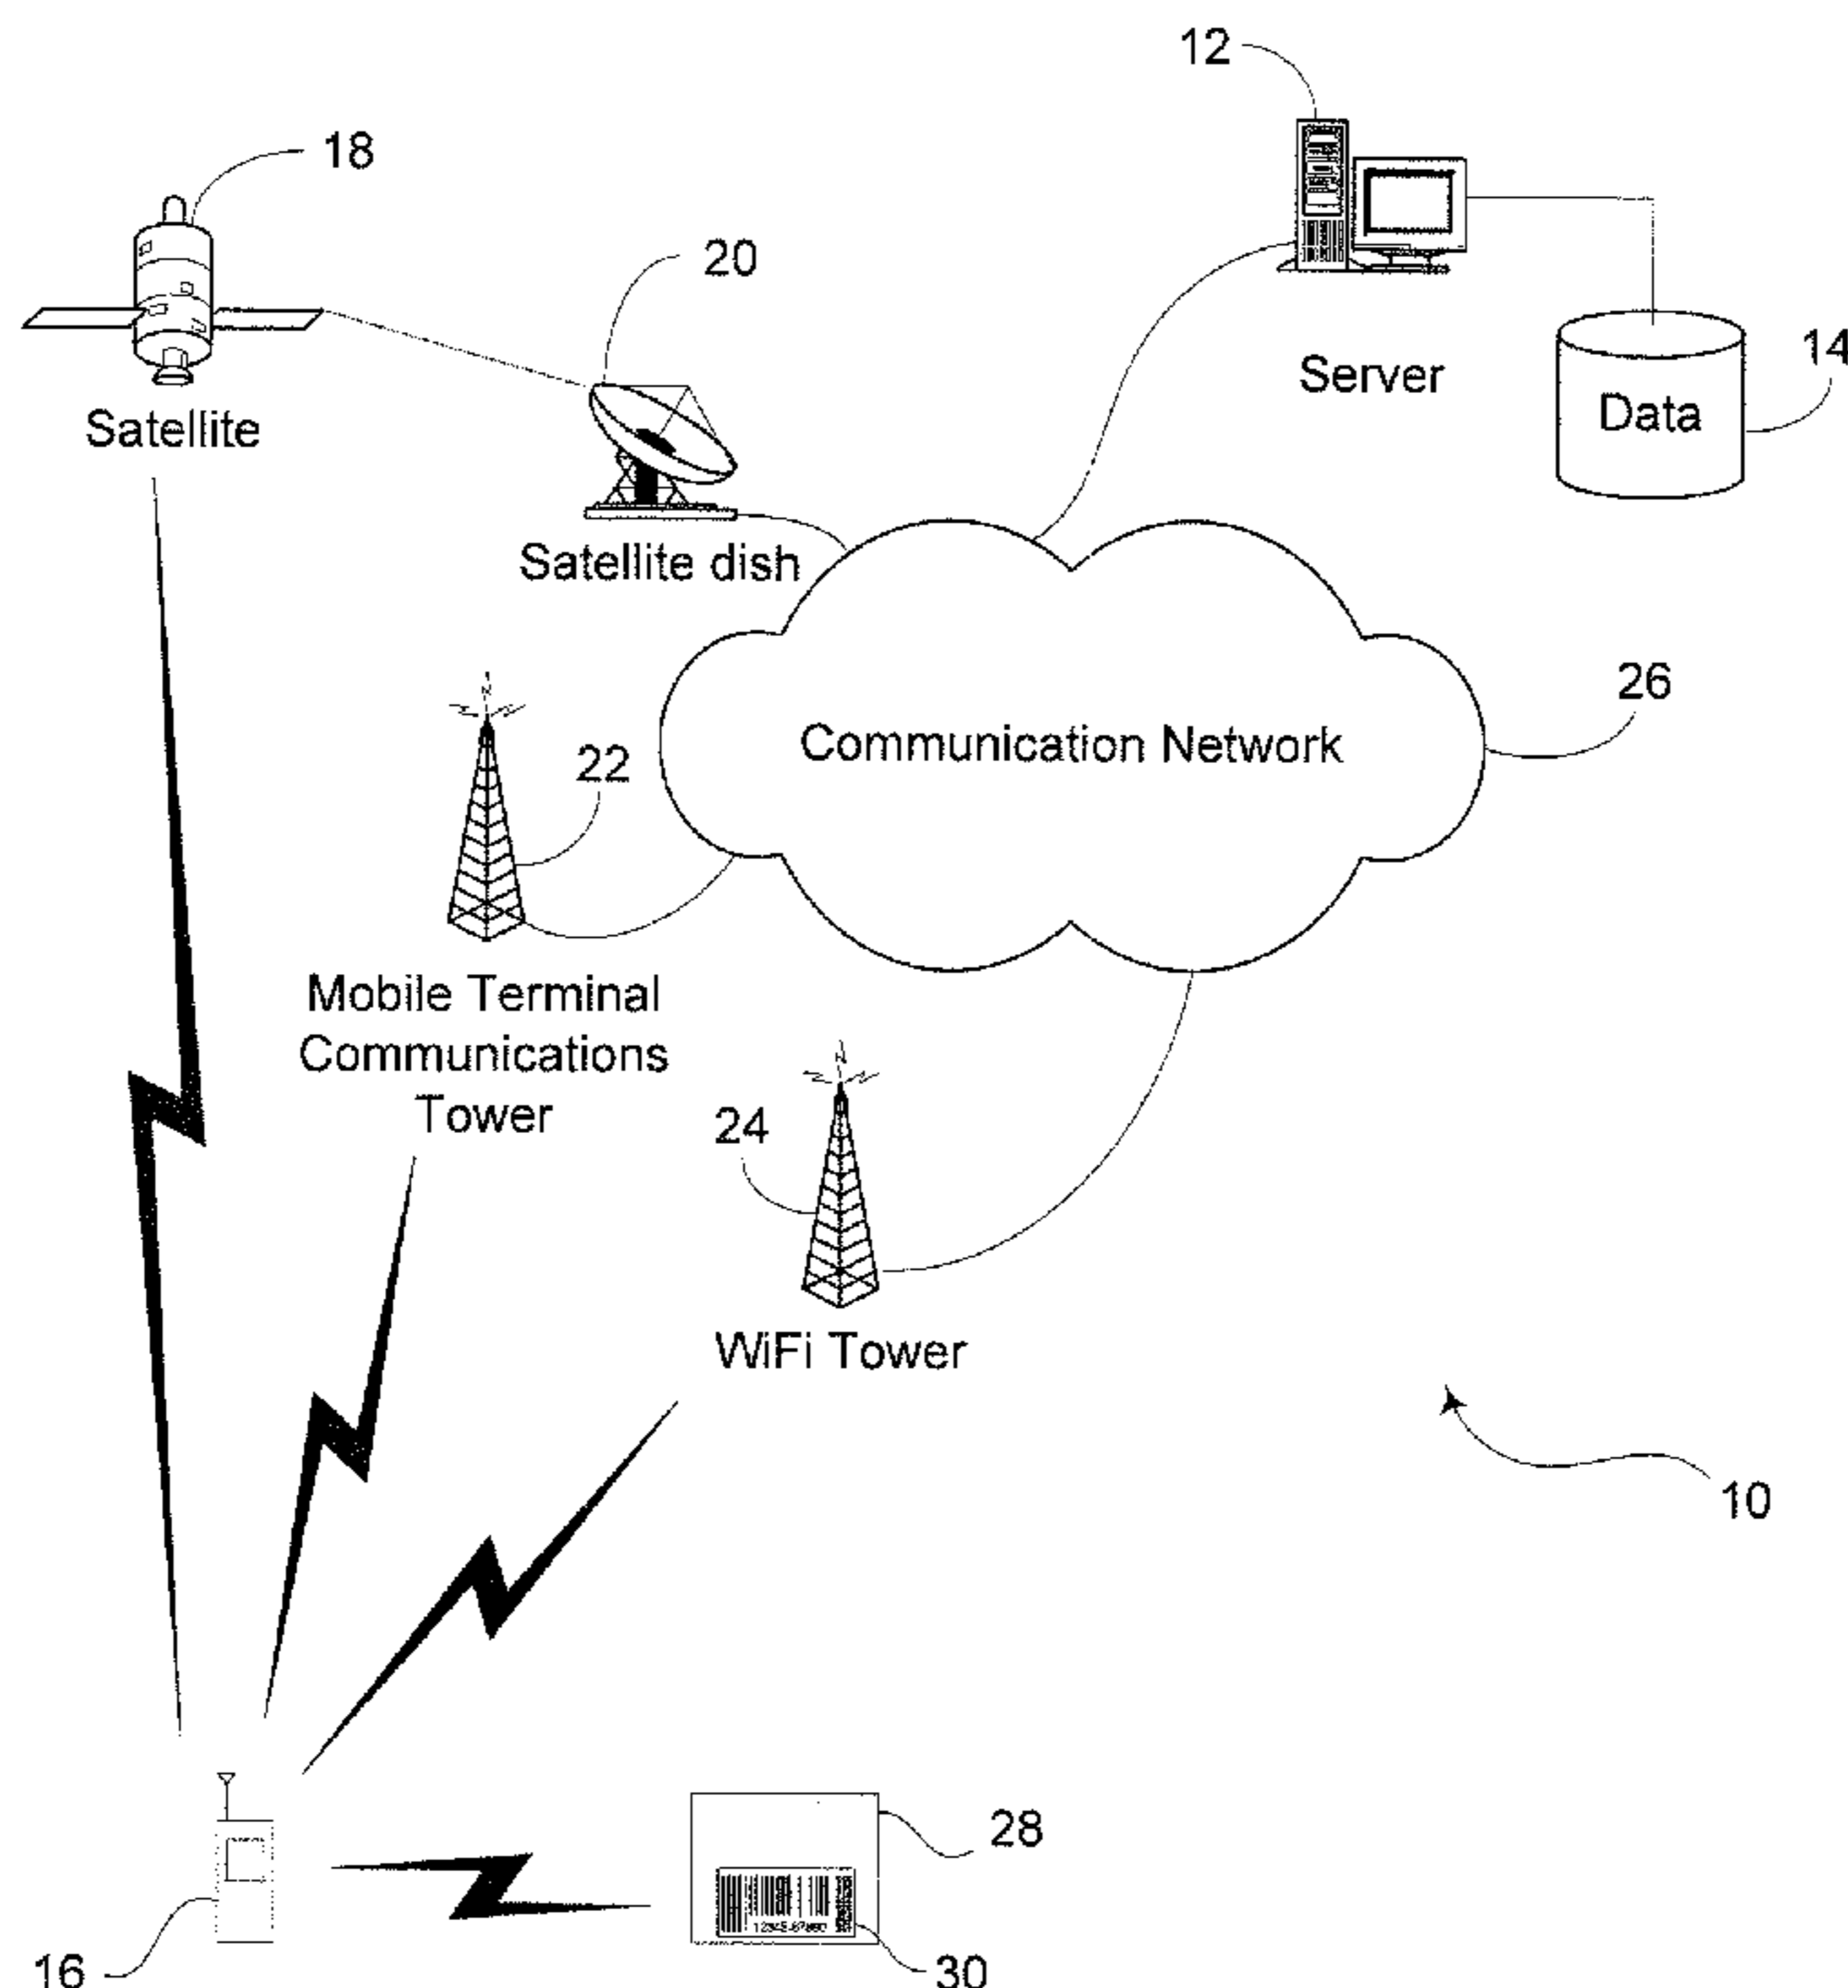 12
18
20
Server
14
Data
Satellite
Satellite dish
26
Communication Network
22
Mobile Terminal
Communications
Tower
24
WiFi Tower
10
28
16
30